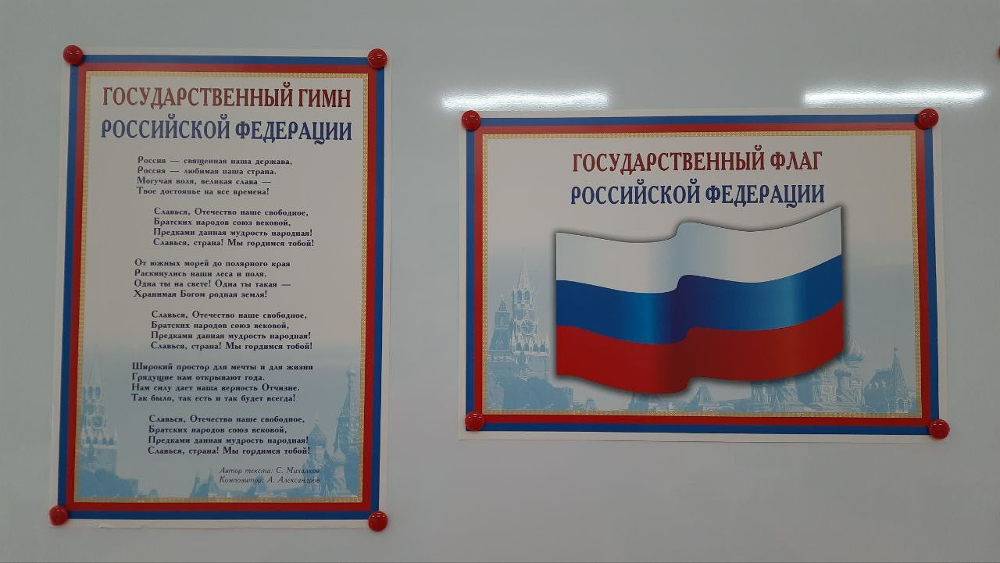 ГОСУДАРСТВЕННЫЙ ГИМН
РОССИЙСКОЙ ФЕДЕРАЦИИ
Россия — священная наша держава,
Россия — любимая наша страна.
Могучая воля, великая слава —
Твое достоянье на все времена!
Славься, Отечество наше свободное,
Братских народов союз вековой,
Предками данная мудрость народная!
Славься, страна! Мы гордимся тобой!
От южных морей до полярного края
Раскинулись наши леса и поля.
Одна ты на свете! Одна ты такая —
Хранимая Богом родная земля!
Славься, Отечество наше свободное,
Братских народов союз вековой,
Предками данная мудрость народная!
Славься, страна! Мы гордимся тобой!
Широкий простор для мечты и для жизни
Грядущие нам открывают года.
Нам силу дает наша верность Отчизне.
Так было, так есть и так будет всегда!
Славься, Отечество наше свободное,
Братских народов союз вековой,
Предками данная мудрость народная!
Славься, страна! Мы гордимся тобой!
Автор текста: С. Михалков
Композитор: А. Александров
ГОСУДАРСТВЕННЫЙ ФЛАГ
РОССИЙСКОЙ ФЕДЕРАЦИИ